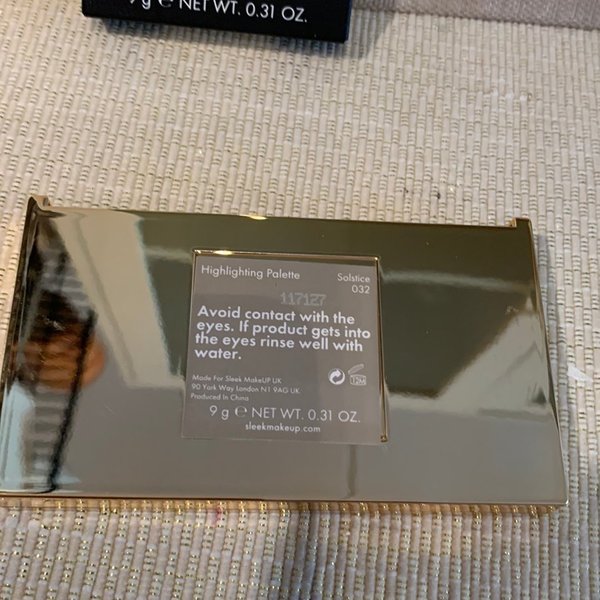 9 g ℮ NET WT. 0.31 OZ.
Highlighting Palette
Solstice
032
117127
Avoid contact with the
eyes. If product gets into
the eyes rinse well with
water.
Made For Sleek MakeUP UK
90 York Way London N1 9AG UK
Produced In China
12M
9 g ℮ NET WT. 0.31 OZ.
sleekmakeup.com